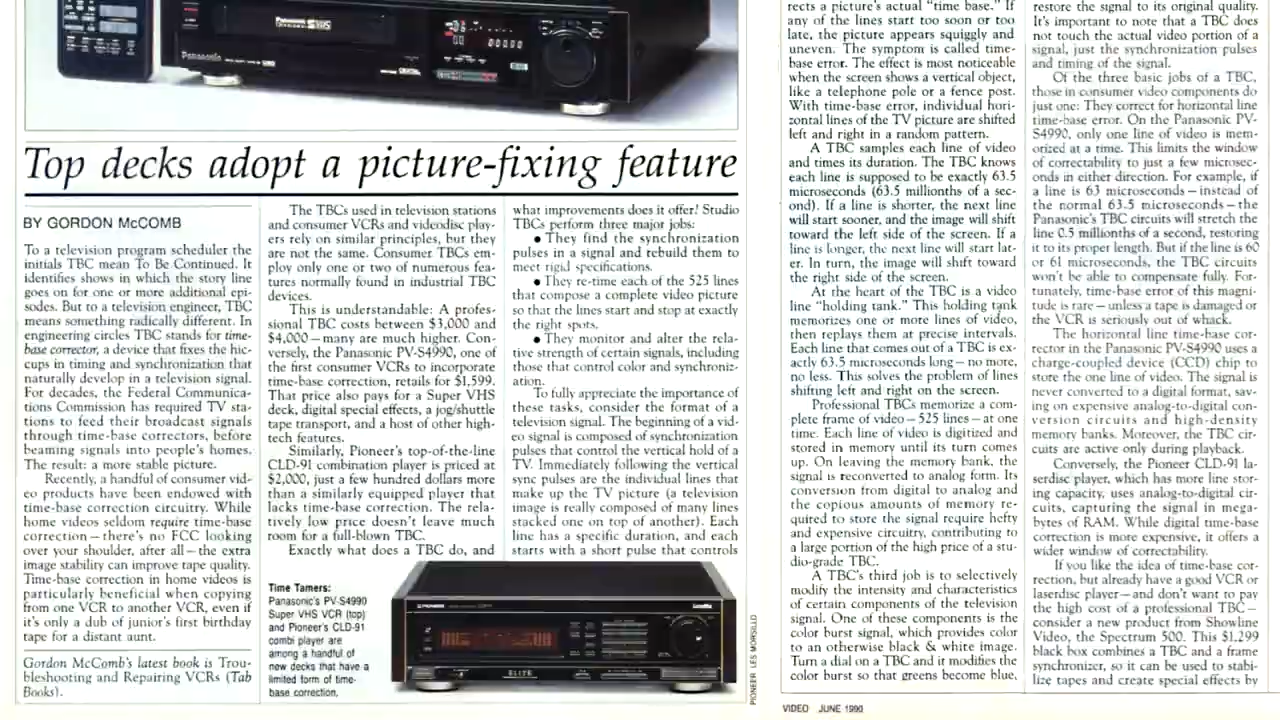 Panasonic
S VHS
Panasonic
Top decks adopt a picture-fixing feature
BY GORDON McCOMB
To a television program scheduler the
initials TBC mean To Be Continued. It
identifies shows in which the story line
goes on for one or more additional epi-
sodes. But to a television engineer, TBC
means something radically different. In
engineering circles TBC stands for time-
base corrector, a device that fixes the hic-
cups in timing and synchronization that
naturally develop in a television signal.
For decades, the Federal Communica-
tions Commission has required TV sta-
tions to feed their broadcast signals
through time-base correctors, before
beaming signals into people's homes.
The result: a more stable picture.
Recently, a handful of consumer vid-
eo products have been endowed with
time-base correction circuitry. While
home videos seldom require time-base
correction—there's no FCC looking
over your shoulder, after all—the extra
image stability can improve tape quality.
Time-base correction in home videos is
particularly beneficial when copying
from one VCR to another VCR, even if
it's only a dub of junior's first birthday
tape for a distant aunt.
Gordon McComb's latest book is Trou-
bleshooting and Repairing VCRs (Tab
Books).
The TBCs used in television stations
and consumer VCRs and videodisc play-
ers rely on similar principles, but they
are not the same. Consumer TBCs em-
ploy only one or two of numerous fea-
tures normally found in industrial TBC
devices.
This is understandable: A profes-
sional TBC costs between $3,000 and
$4,000—many are much higher. Con-
versely, the Panasonic PV-S4990, one of
the first consumer VCRs to incorporate
time-base correction, retails for $1,599.
That price also pays for a Super VHS
deck, digital special effects, a jog/shuttle
tape transport, and a host of other high-
tech features.
Similarly, Pioneer's top-of-the-line
CLD-91 combination player is priced at
$2,000, just a few hundred dollars more
than a similarly equipped player that
lacks time-base correction. The rela-
tively low price doesn't leave much
room for a full-blown TBC.
Exactly what does a TBC do, and
Time Tamers:
Panasonic's PV-S4990
Super VHS VCR (top)
and Pioneer's CLD-91
combi player are
among a handful of
new decks that have a
limited form of time-
base correction.
what improvements does it offer? Studio
TBCs perform three major jobs:
● They find the synchronization
pulses in a signal and rebuild them to
meet rigid specifications.
● They re-time each of the 525 lines
that compose a complete video picture
so that the lines start and stop at exactly
the right spots.
● They monitor and alter the rela-
tive strength of certain signals, including
those that control color and synchroniz-
ation.
To fully appreciate the importance of
these tasks, consider the format of a
television signal. The beginning of a vid-
eo signal is composed of synchronization
pulses that control the vertical hold of a
TV. Immediately following the vertical
sync pulses are the individual lines that
make up the TV picture (a television
image is really composed of many lines
stacked one on top of another). Each
line has a specific duration, and each
starts with a short pulse that controls
PIONEER
ELITE
PIONEER: LES MORSILLO
rects a picture's actual "time base." If
any of the lines start too soon or too
late, the picture appears squiggly and
uneven. The symptom is called time-
base error. The effect is most noticeable
when the screen shows a vertical object,
like a telephone pole or a fence post.
With time-base error, individual hori-
zontal lines of the TV picture are shifted
left and right in a random pattern.
A TBC samples each line of video
and times its duration. The TBC knows
each line is supposed to be exactly 63.5
microseconds (63.5 millionths of a sec-
ond). If a line is shorter, the next line
will start sooner, and the image will shift
toward the left side of the screen. If a
line is longer, the next line will start lat-
er. In turn, the image will shift toward
the right side of the screen.
At the heart of the TBC is a video
line "holding tank." This holding tank
memorizes one or more lines of video,
then replays them at precise intervals.
Each line that comes out of a TBC is ex-
actly 63.5 microseconds long—no more,
no less. This solves the problem of lines
shifting left and right on the screen.
Professional TBCs memorize a com-
plete frame of video—525 lines—at one
time. Each line of video is digitized and
stored in memory until its turn comes
up. On leaving the memory bank, the
signal is reconverted to analog form. Its
conversion from digital to analog and
the copious amounts of memory re-
quired to store the signal require hefty
and expensive circuitry, contributing to
a large portion of the high price of a stu-
dio-grade TBC.
A TBC's third job is to selectively
modify the intensity and characteristics
of certain components of the television
signal. One of these components is the
color burst signal, which provides color
to an otherwise black & white image.
Turn a dial on a TBC and it modifies the
color burst so that greens become blue,
restore the signal to its original quality.
It's important to note that a TBC does
not touch the actual video portion of a
signal, just the synchronization pulses
and timing of the signal.
Of the three basic jobs of a TBC,
those in consumer video components do
just one: They correct for horizontal line
time-base error. On the Panasonic PV-
S4990, only one line of video is mem-
orized at a time. This limits the window
of correctability to just a few microsec-
onds in either direction. For example, if
a line is 63 microseconds—instead of
the normal 63.5 microseconds—the
Panasonic's TBC circuits will stretch the
line 0.5 millionths of a second, restoring
it to its proper length. But if the line is 60
or 61 microseconds, the TBC circuits
won't be able to compensate fully. For-
tunately, time-base error of this magni-
tude is rare—unless a tape is damaged or
the VCR is seriously out of whack.
The horizontal line time-base cor-
rector in the Panasonic PV-S4990 uses a
charge-coupled device (CCD) chip to
store the one line of video. The signal is
never converted to a digital format, sav-
ing on expensive analog-to-digital con-
version circuits and high-density
memory banks. Moreover, the TBC cir-
cuits are active only during playback.
Conversely, the Pioneer CLD-91 la-
serdisc player, which has more line stor-
ing capacity, uses analog-to-digital cir-
cuits, capturing the signal in mega-
bytes of RAM. While digital time-base
correction is more expensive, it offers a
wider window of correctability.
If you like the idea of time-base cor-
rection, but already have a good VCR or
laserdisc player—and don't want to pay
the high cost of a professional TBC—
consider a new product from Showline
Video, the Spectrum 500. This $1,299
black box combines a TBC and a frame
synchronizer, so it can be used to stabi-
lize tapes and create special effects by
VIDEO JUNE 1990